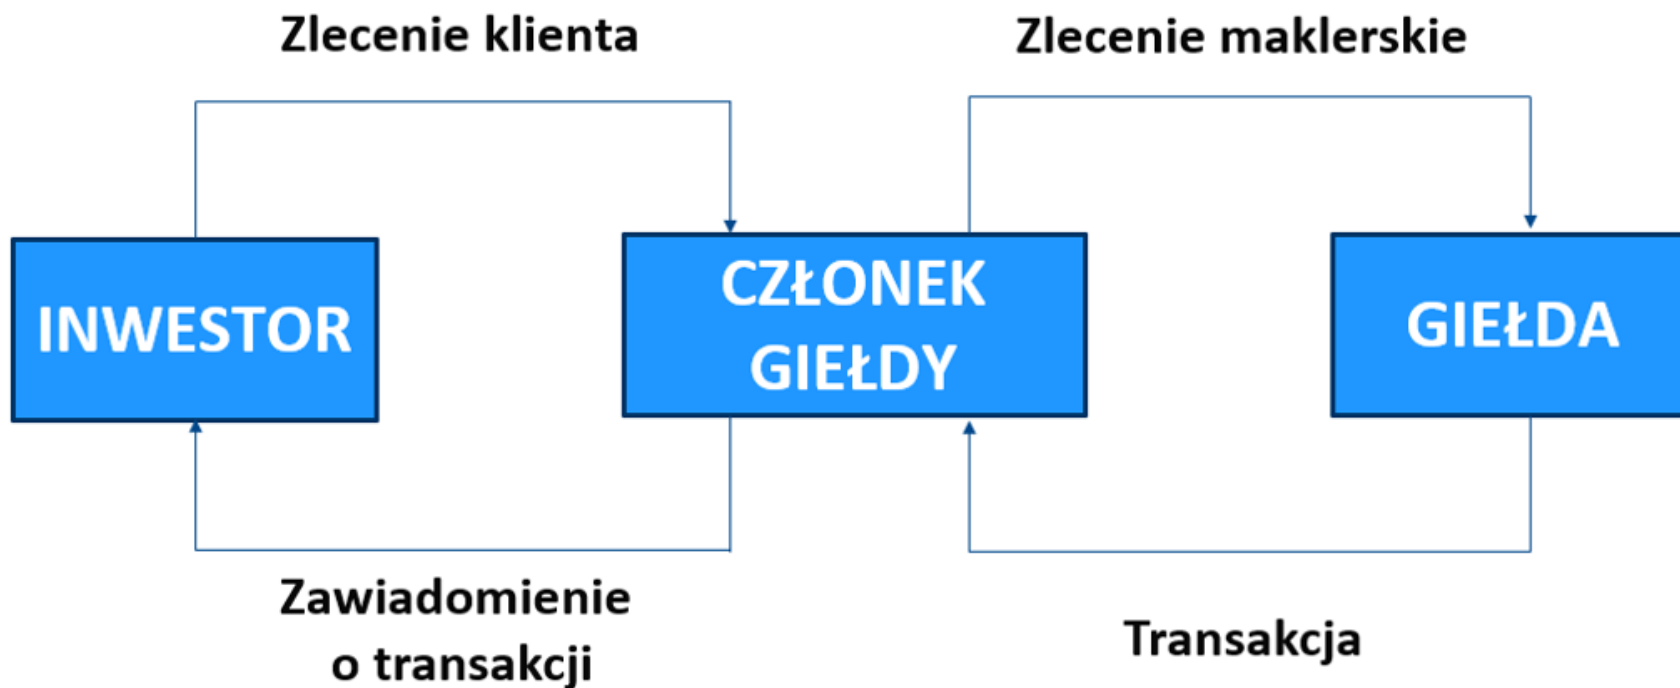 Zlecenie klienta
Zlecenie maklerskie
INWESTOR
CZŁONEK
GIEŁDY
GIEŁDA
Zawiadomienie
o transakcji
Transakcja